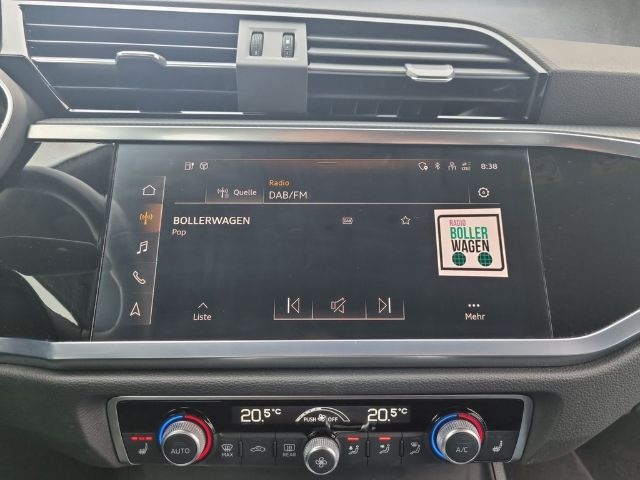 8:38
Radio
Quelle
DAB/FM
BOLLERWAGEN
DAB
Pop
RADIO
BOLLER
WAGEN
Liste
Mehr
20.5°C
PUSH OFF
20.5°C
AUTO
MAX
REAR
A/C